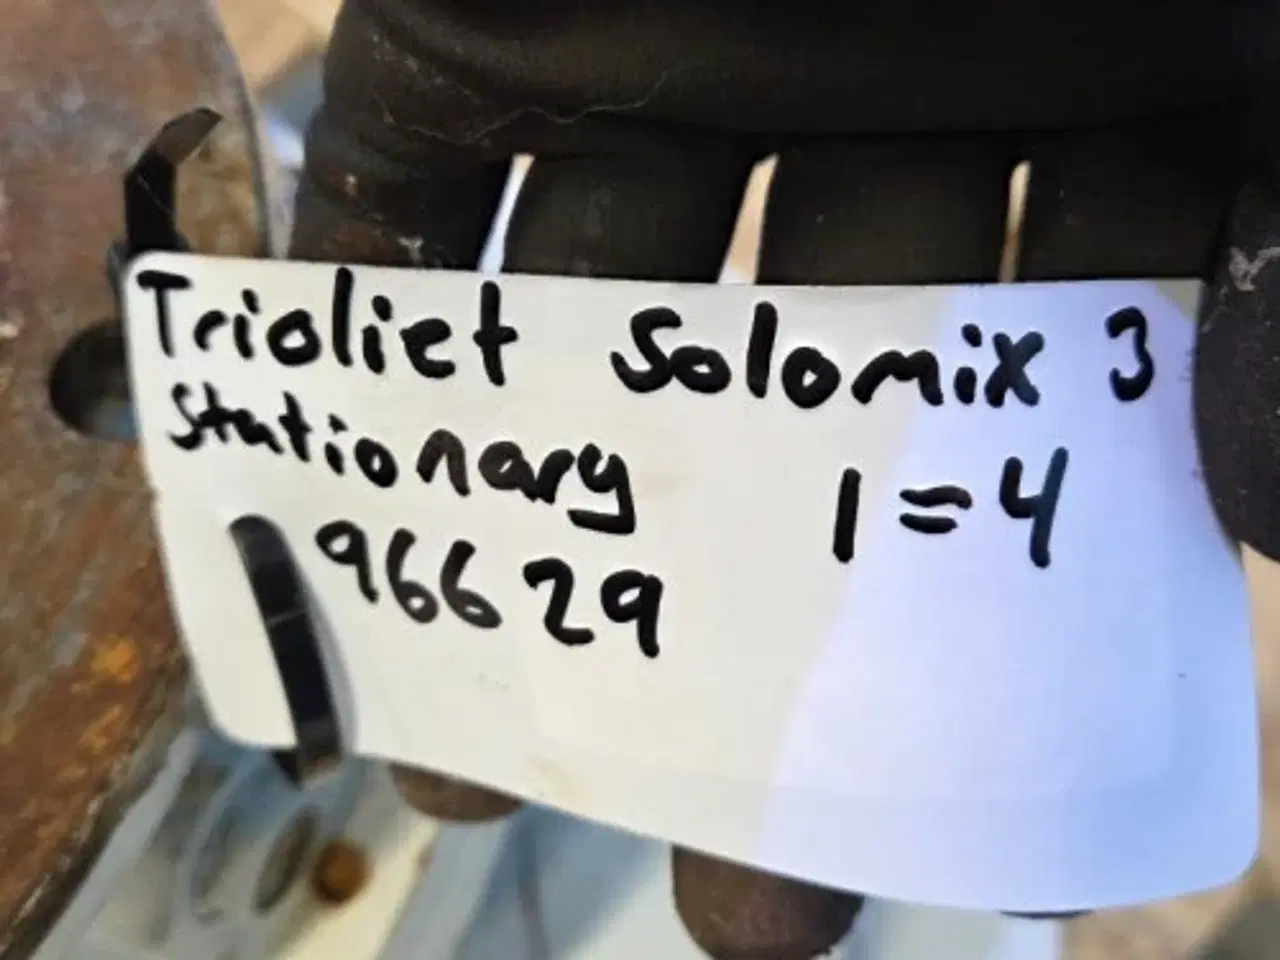 Trioliet Solomix 3
Stationary 1=4
96629